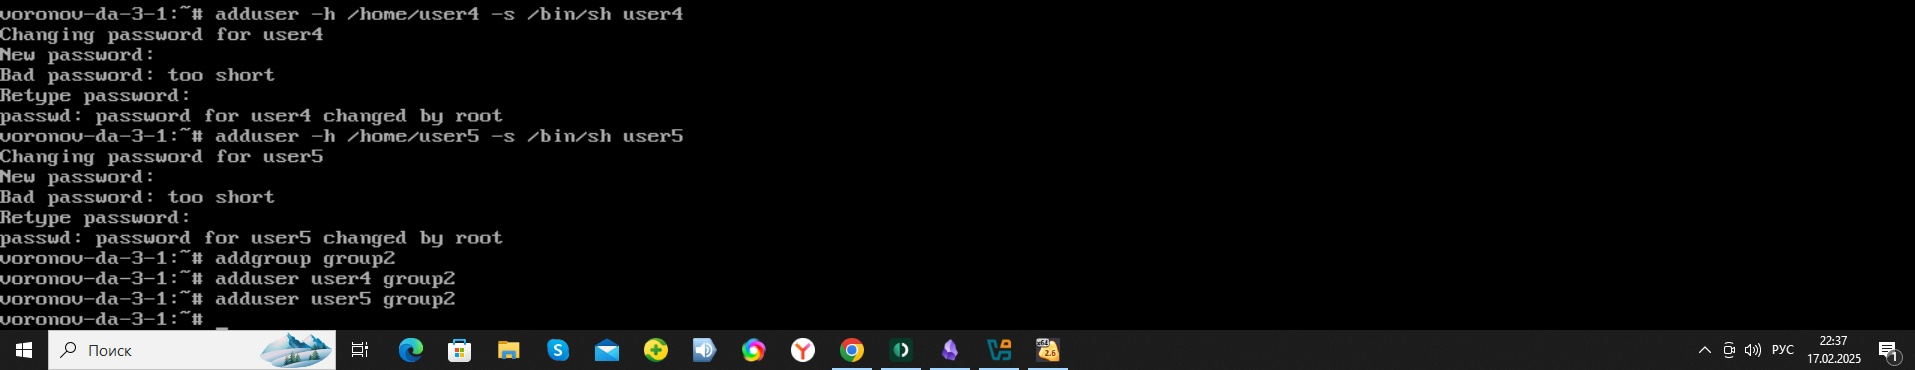 voronov-da-3-1:~# adduser -h /home/user4 -s /bin/sh user4
Changing password for user4
New password:
Bad password: too short
Retype password:
passwd: password for user4 changed by root
voronov-da-3-1:~# adduser -h /home/user5 -s /bin/sh user5
Changing password for user5
New password:
Bad password: too short
Retype password:
passwd: password for user5 changed by root
voronov-da-3-1:~# addgroup group2
voronov-da-3-1:~# adduser user4 group2
voronov-da-3-1:~# adduser user5 group2
voronov-da-3-1:~# _
Поиск
x64
2.6
РУС
22:37
17.02.2025
1